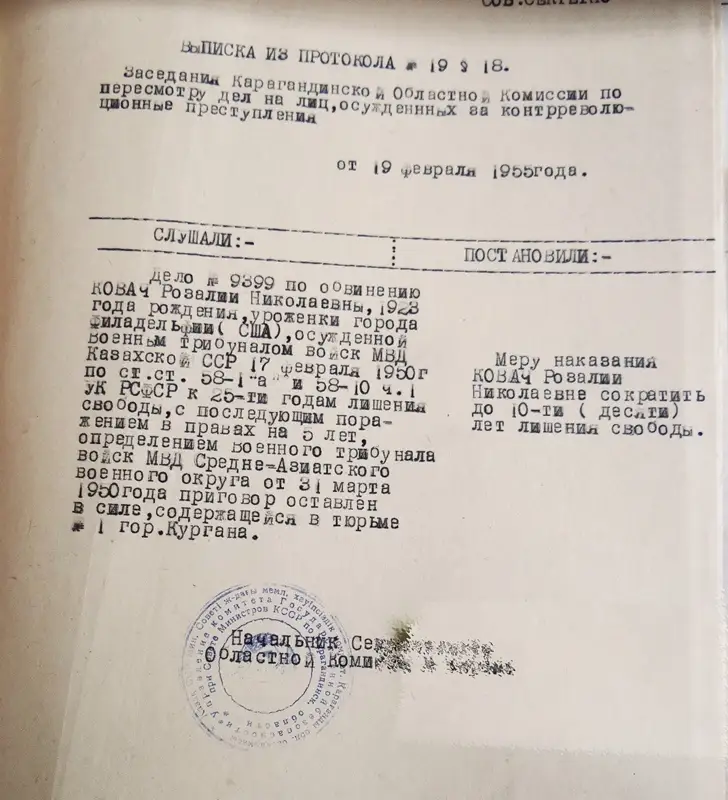 СОВ.СЕКРЕТНО
ВЫПИСКА ИЗ ПРОТОКОЛА № 19 § 18.
Заседания Карагандинской Областной Комиссии по
пересмотру дел на лиц,осужденнных за контрреволю-
ционные преступления
от 19 февраля 1955года.
СЛУШАЛИ:-
ПОСТАНОВИЛИ:-
Дело № 9399 по обвинению
КОВАЧ Розалии Николаевны, 1923
года рождения,уроженки города
Филадельфии( США),осужденной
Военным трибуналом войск МВД
Казахской ССР 17 февраля 1950г
по ст.ст. 58-1"а" и 58-10 ч.1
УК РСФСР к 25-ти годам лишения
свободы,с последующим пора-
жением в правах на 5 лет,
определением Военного трибунала
войск МВД Средне-Азиатского
военного округа от 31 марта
1950года приговор оставлен
в силе,содержащейся в тюрьме
№ 1 гор.Кургана.
Меру наказания
КОВАЧ Розалии
Николаевне сократить
до 10-ти ( десяти)
лет лишения свободы.
Начальник
Областной